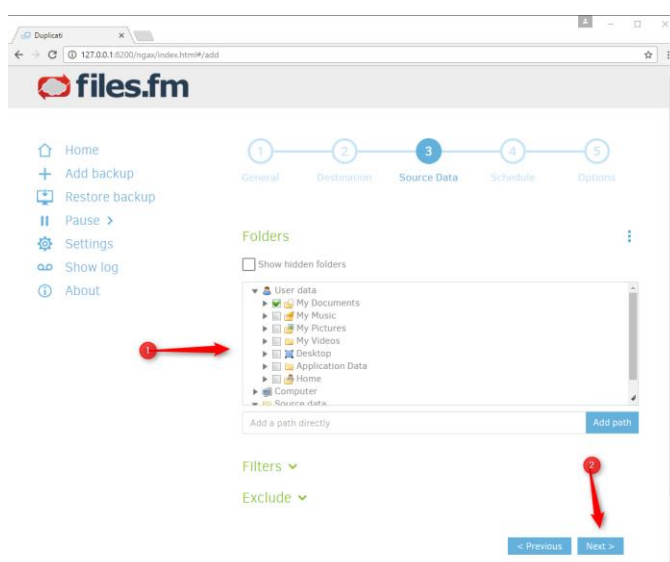 Duplicati
127.0.0.1:8200/ngax/index.html#/add
files.fm
Home
Add backup
Restore backup
Pause >
Settings
Show log
About
1 2 3 4 5
General Destination Source Data Schedule Options
Folders
Show hidden folders
User data
My Documents
My Music
My Pictures
My Videos
Desktop
Application Data
Home
Computer
Source data
Add a path directly
Add path
Filters
Exclude
1
2
< Previous Next >